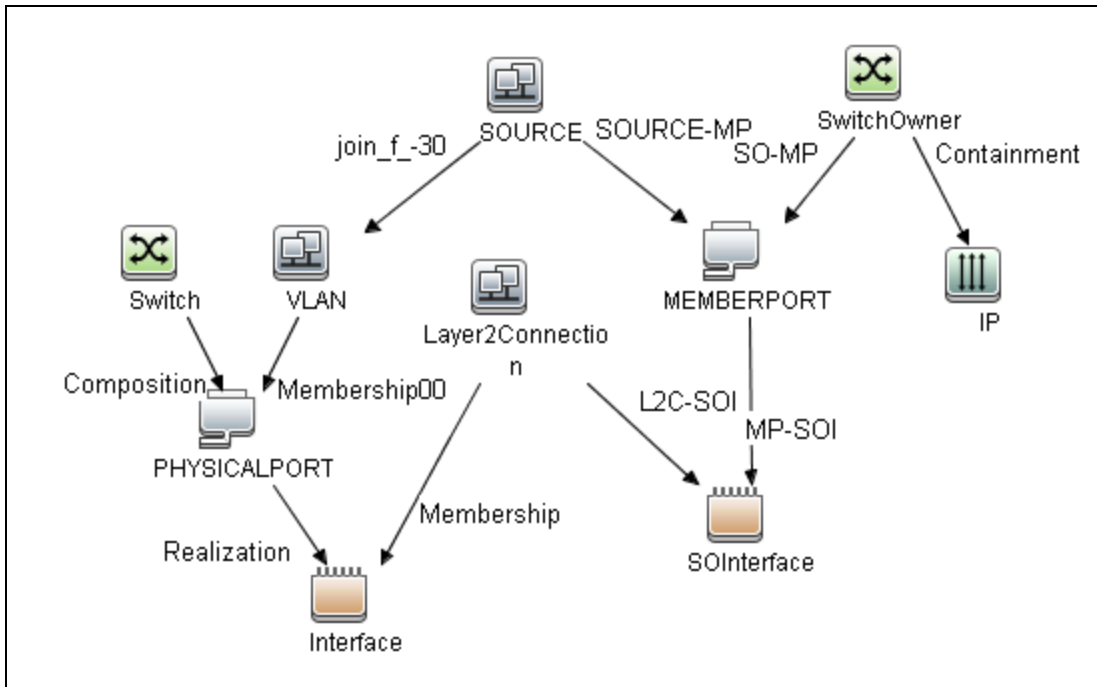 SOURCE
SwitchOwner
join_f_-30
SOURCE-MP
SO-MP
Containment
Switch
VLAN
Layer2Connectio
n
MEMBERPORT
IP
Composition
Membership00
L2C-SOI
MP-SOI
PHYSICALPORT
Membership
Realization
SOInterface
Interface